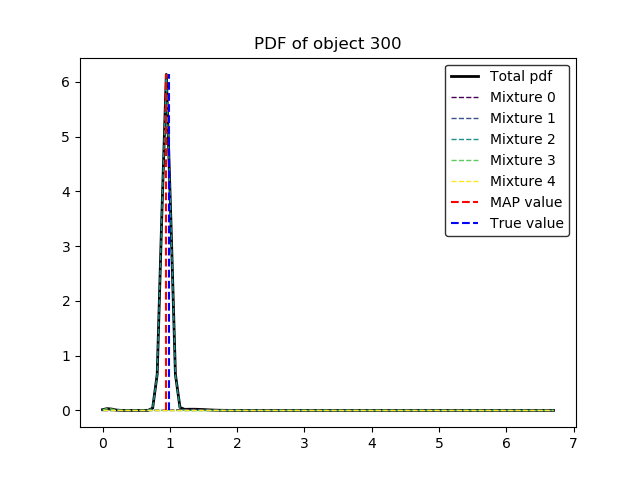 PDF of object 300
Total pdf
Mixture 0
Mixture 1
Mixture 2
Mixture 3
Mixture 4
MAP value
True value
6
5
4
3
2
1
0
0 1 2 3 4 5 6 7